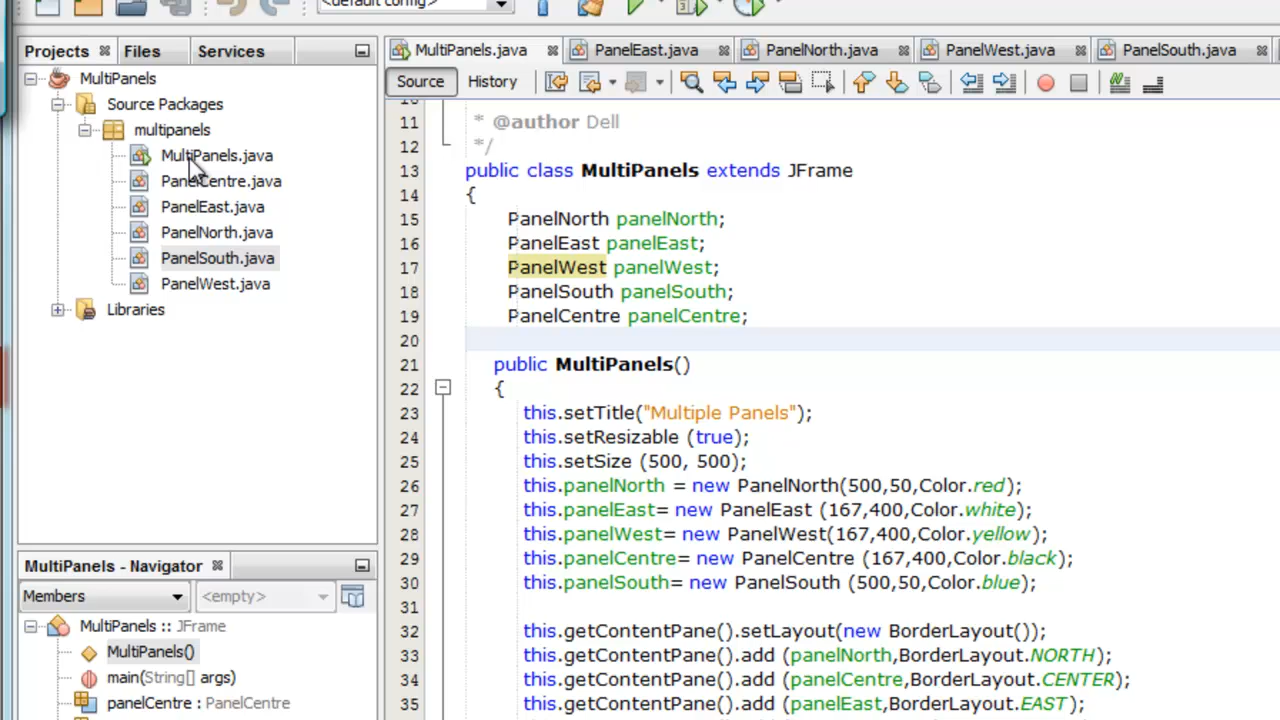 <default config>
Projects
Files
Services
MultiPanels
Source Packages
multipanels
MultiPanels.java
PanelCentre.java
PanelEast.java
PanelNorth.java
PanelSouth.java
PanelWest.java
Libraries
MultiPanels - Navigator
Members
<empty>
MultiPanels :: JFrame
MultiPanels()
main(String[] args)
panelCentre : PanelCentre
MultiPanels.java
PanelEast.java
PanelNorth.java
PanelWest.java
PanelSouth.java
Source
History
11 * @author Dell
12 */
13 public class MultiPanels extends JFrame
14 {
15 PanelNorth panelNorth;
16 PanelEast panelEast;
17 PanelWest panelWest;
18 PanelSouth panelSouth;
19 PanelCentre panelCentre;
20
21 public MultiPanels()
22 {
23 this.setTitle("Multiple Panels");
24 this.setResizable (true);
25 this.setSize (500, 500);
26 this.panelNorth = new PanelNorth(500,50,Color.red);
27 this.panelEast= new PanelEast (167,400,Color.white);
28 this.panelWest= new PanelWest(167,400,Color.yellow);
29 this.panelCentre= new PanelCentre (167,400,Color.black);
30 this.panelSouth= new PanelSouth (500,50,Color.blue);
31
32 this.getContentPane().setLayout(new BorderLayout());
33 this.getContentPane().add (panelNorth,BorderLayout.NORTH);
34 this.getContentPane().add (panelCentre,BorderLayout.CENTER);
35 this.getContentPane().add (panelEast,BorderLayout.EAST);